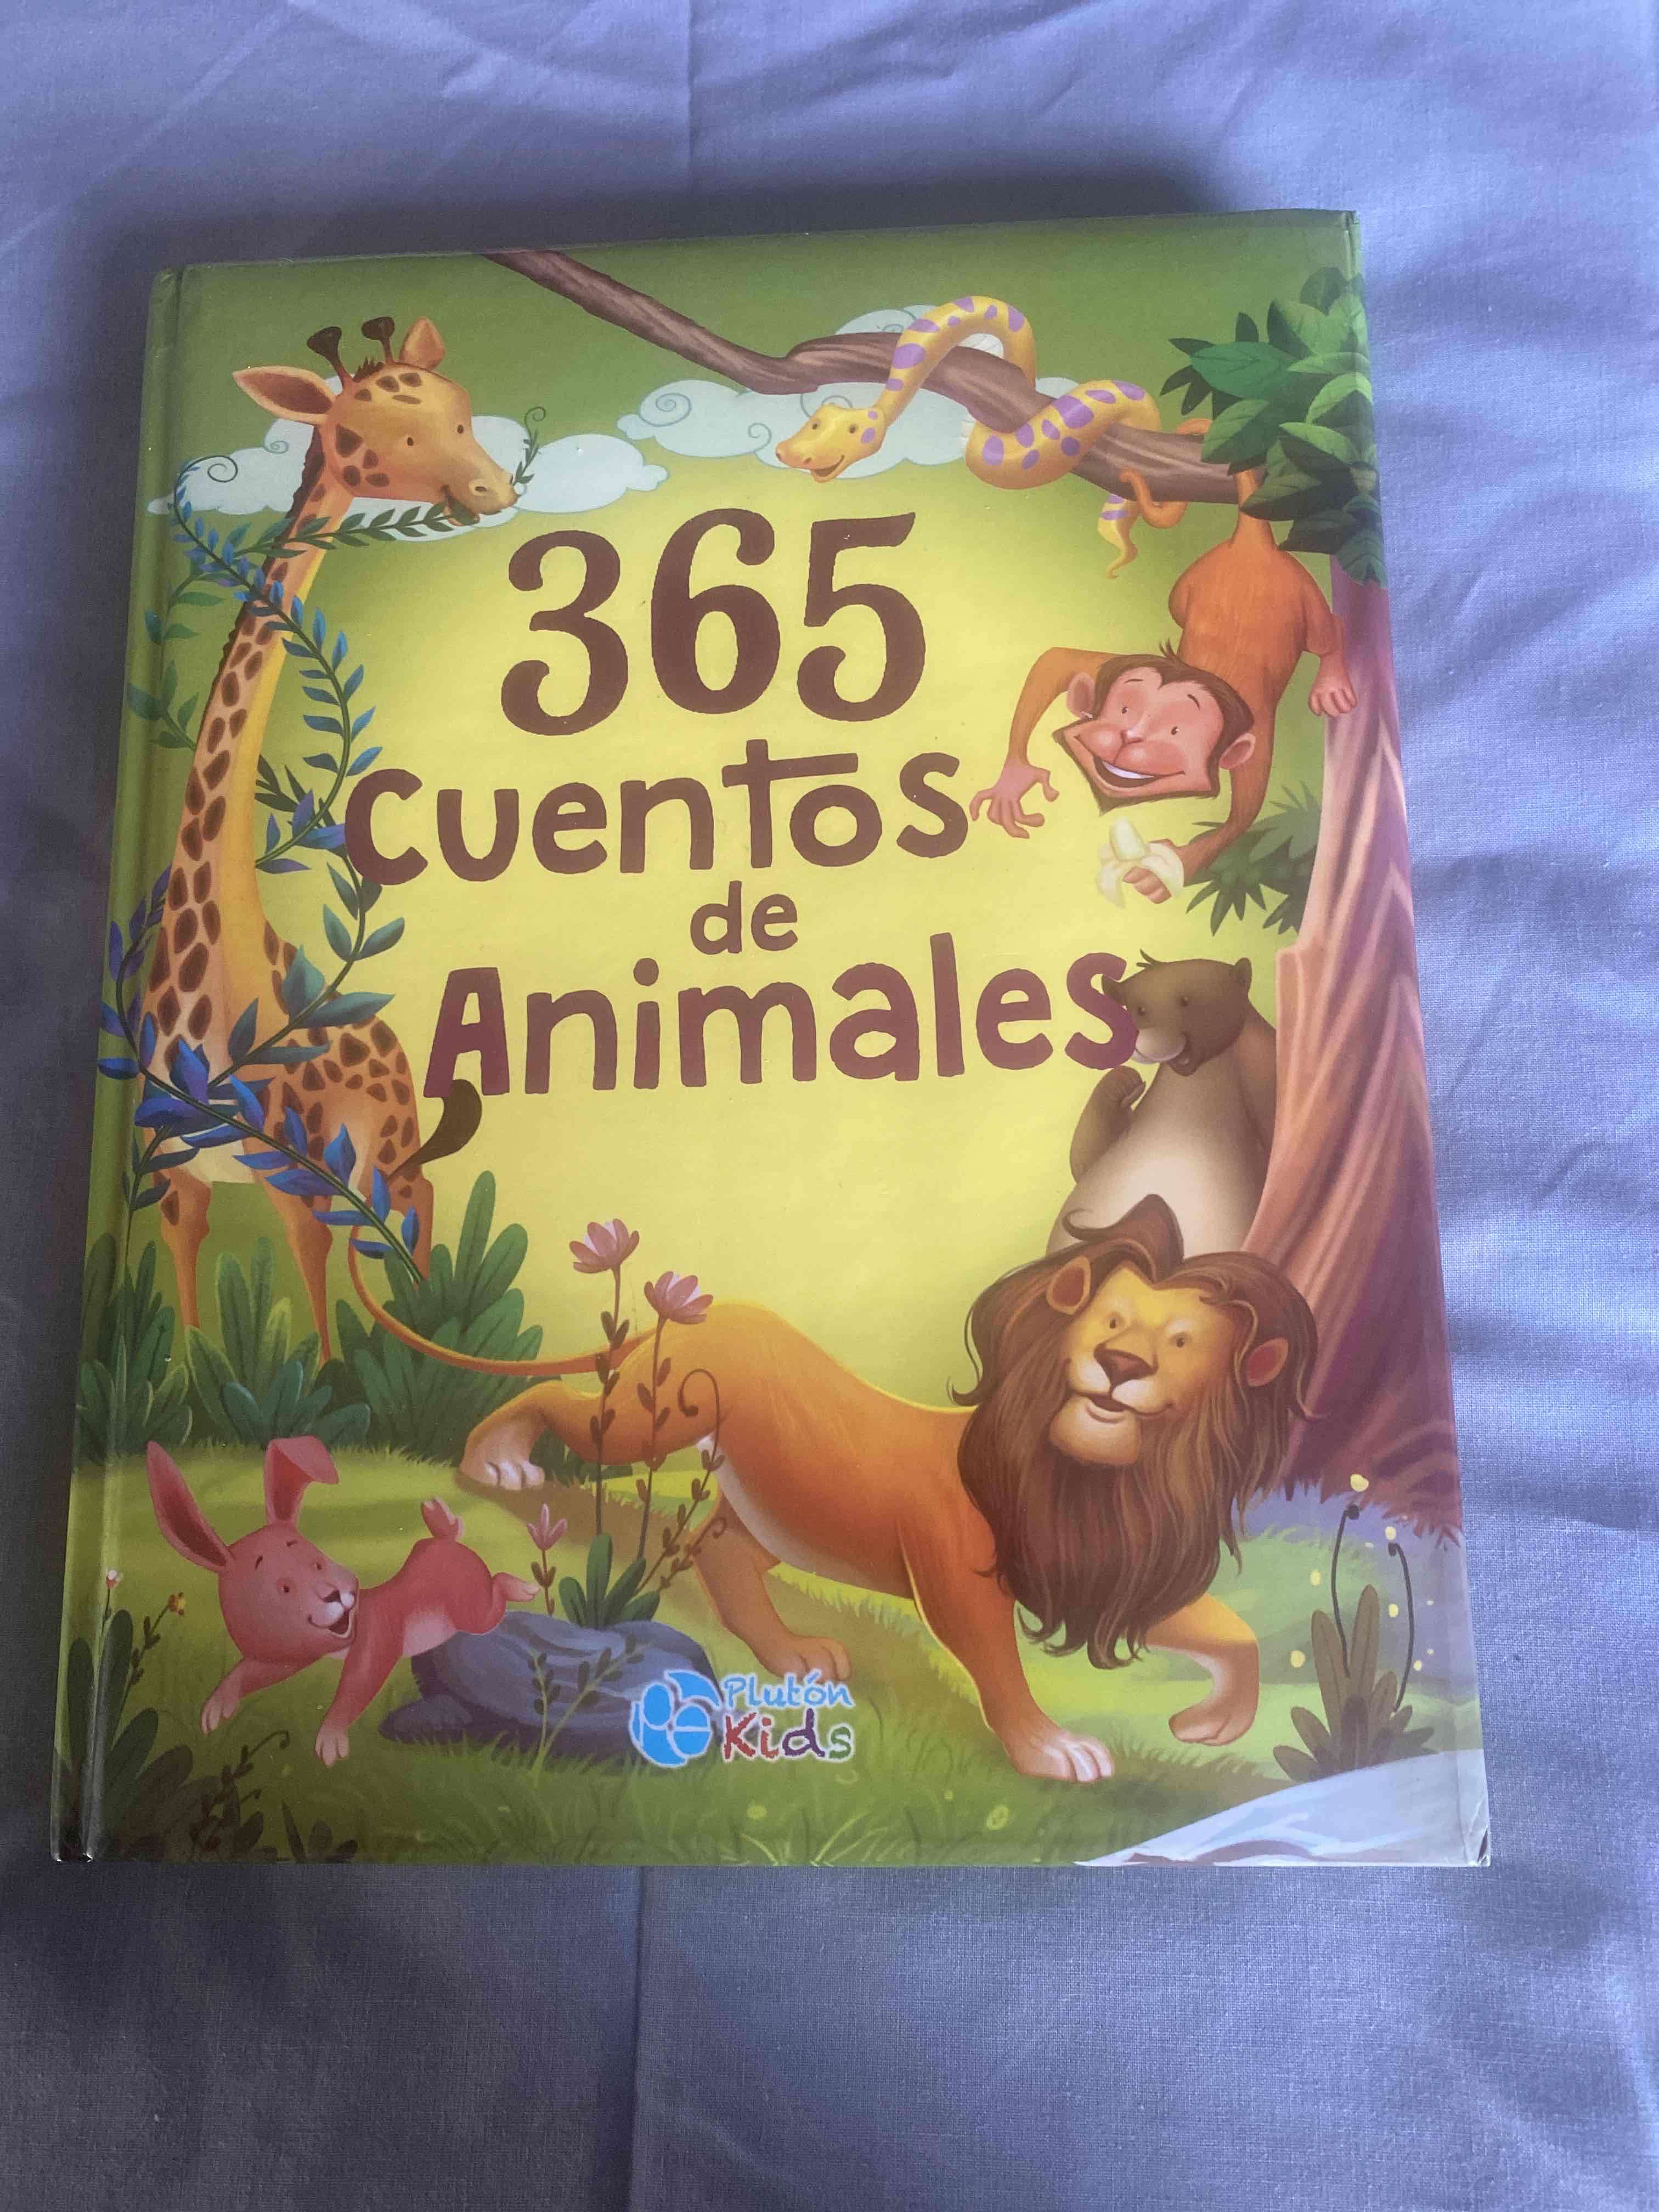 365
Cuentos
de
Animales
Plutón
Kids